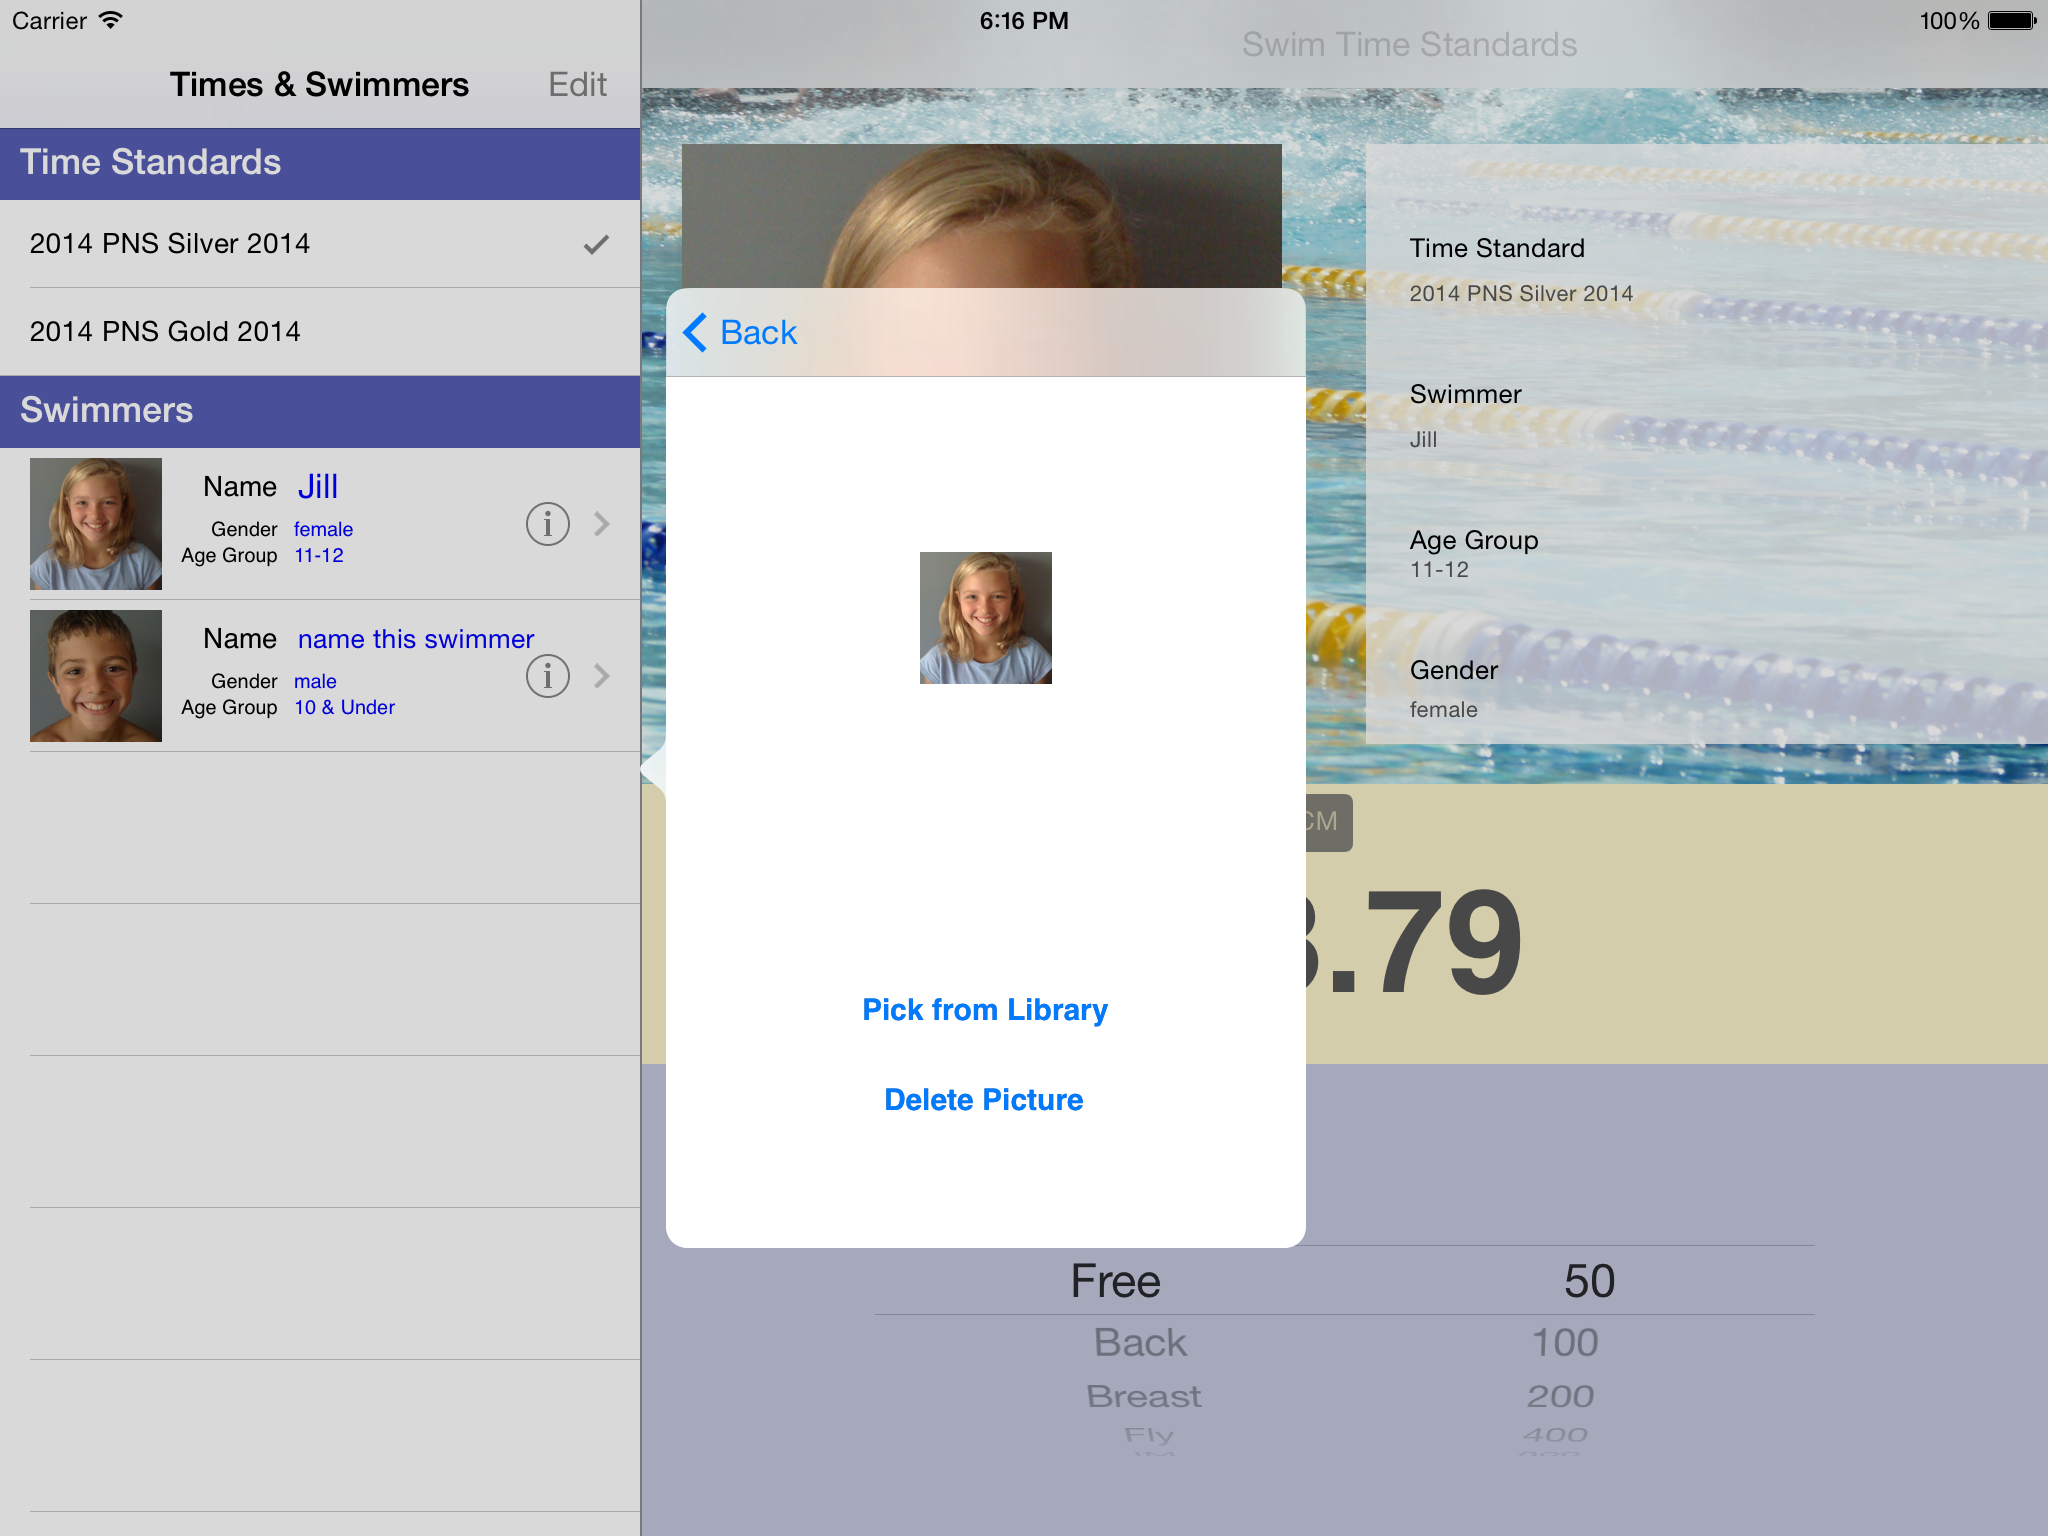 Carrier
6:16 PM
100%
Times & Swimmers
Edit
Time Standards
2014 PNS Silver 2014
2014 PNS Gold 2014
Swimmers
Name Jill
Gender female
Age Group 11-12
Name name this swimmer
Gender male
Age Group 10 & Under
Swim Time Standards
Time Standard
2014 PNS Silver 2014
Swimmer
Jill
Age Group
11-12
Gender
female
Back
Pick from Library
Delete Picture
CM
.79
Free 50
Back 100
Breast 200
Fly 400